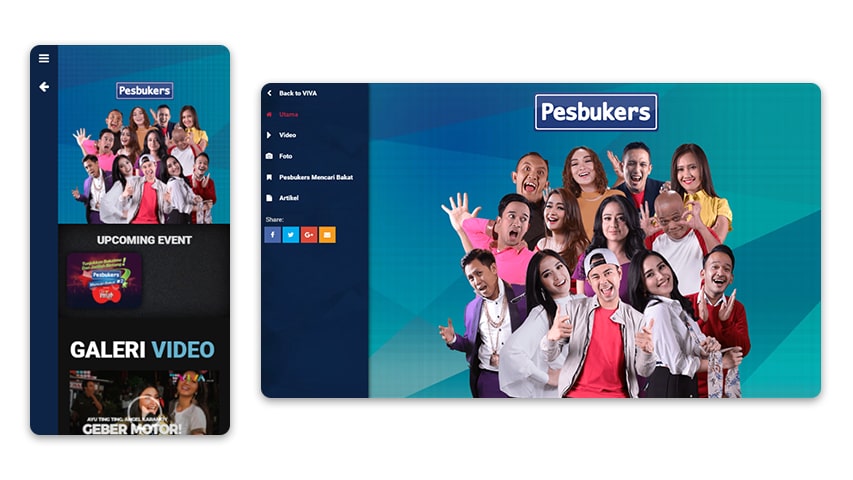 Pesbukers
UPCOMING EVENT
Pesbukers
GALERI VIDEO
AYU TING TING, ANGEL KARAMOY
GEBER MOTOR!
Back to VIVA
Utama
Video
Foto
Pesbukers Mencari Bakat
Artikel
Share:
f
G+
Pesbukers